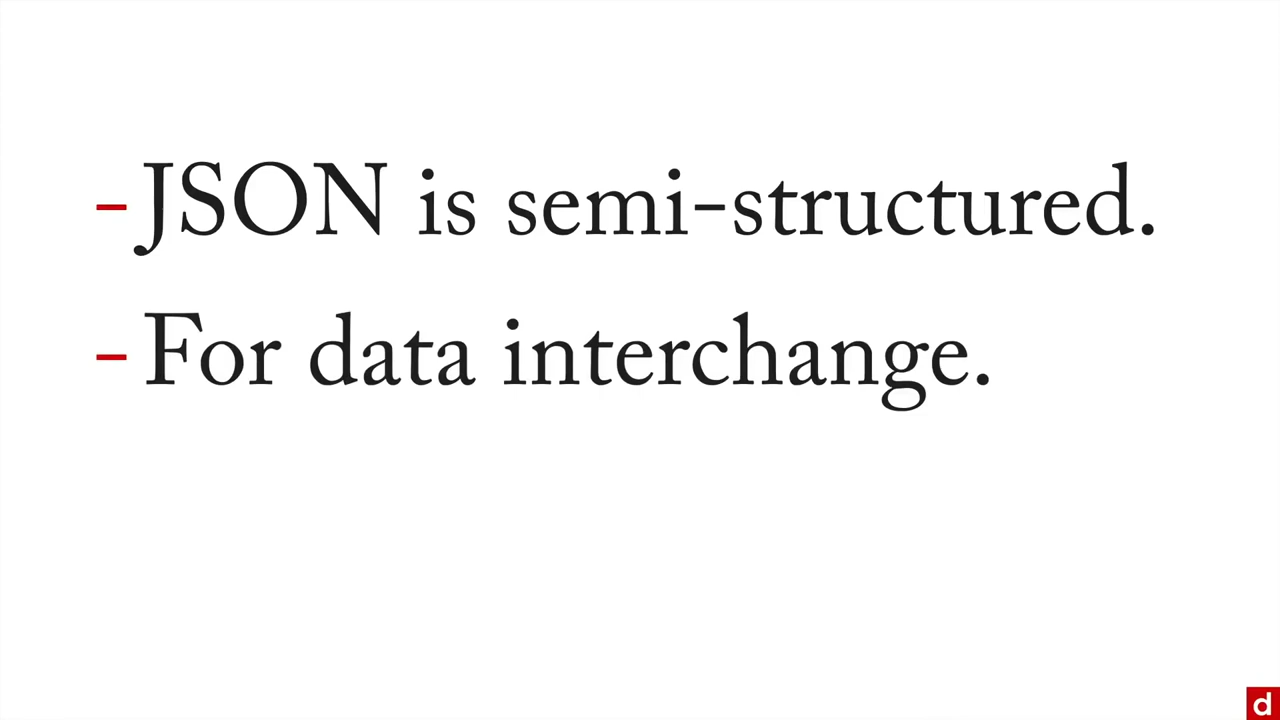 -JSON is semi-structured.
-For data interchange.
d